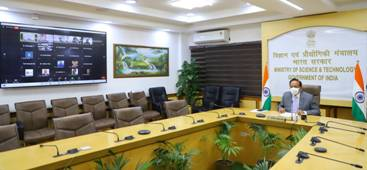 विज्ञान एवं प्रौद्योगिकी मंत्रालय
भारत सरकार
MINISTRY OF SCIENCE & TECHNOLOGY
GOVERNMENT OF INDIA